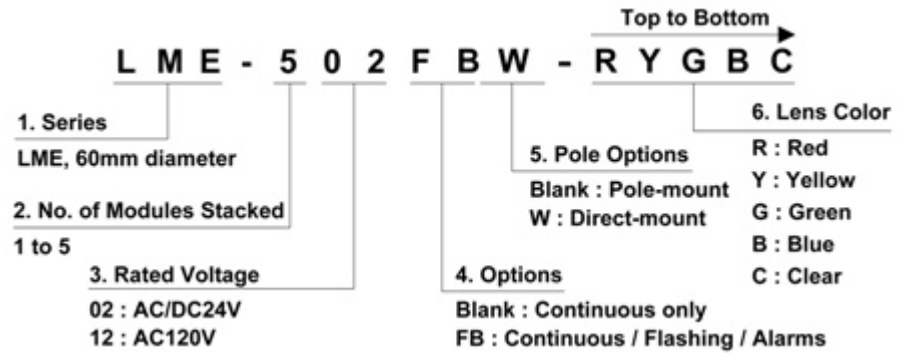 Top to Bottom
L M E - 5 0 2 F B W - R Y G B C
1. Series
LME, 60mm diameter
2. No. of Modules Stacked
1 to 5
3. Rated Voltage
02 : AC/DC24V
12 : AC120V
4. Options
Blank : Continuous only
FB : Continuous / Flashing / Alarms
5. Pole Options
Blank : Pole-mount
W : Direct-mount
6. Lens Color
R : Red
Y : Yellow
G : Green
B : Blue
C : Clear